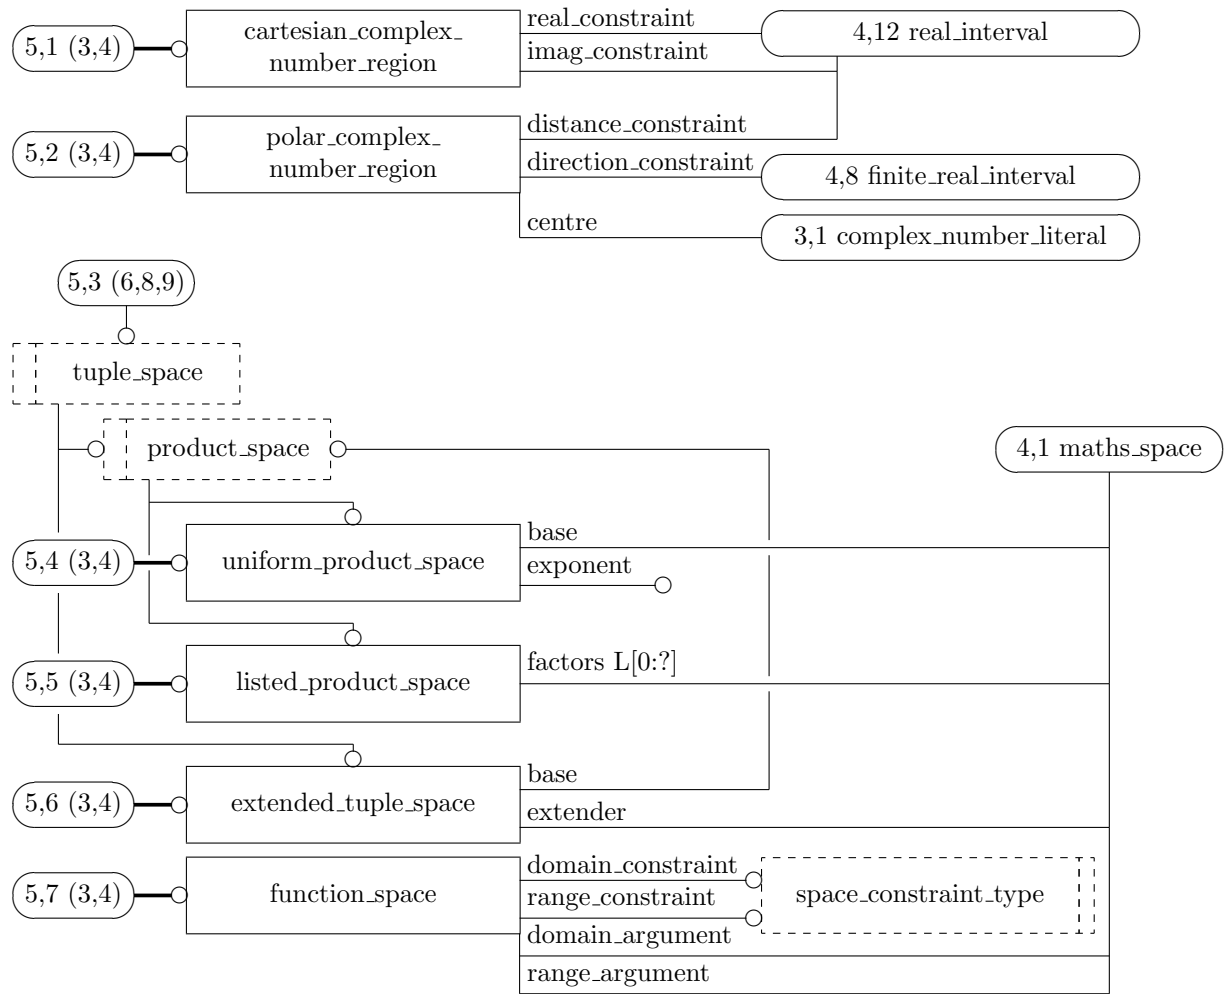 5,1 (3,4)
cartesian_complex_
number_region
real_constraint
imag_constraint
4,12 real_interval
5,2 (3,4)
polar_complex_
number_region
distance_constraint
direction_constraint
4,8 finite_real_interval
centre
3,1 complex_number_literal
5,3 (6,8,9)
tuple_space
product_space
4,1 maths_space
5,4 (3,4)
uniform_product_space
base
exponent
5,5 (3,4)
listed_product_space
factors L[0:?]
5,6 (3,4)
extended_tuple_space
base
extender
5,7 (3,4)
function_space
domain_constraint
range_constraint
space_constraint_type
domain_argument
range_argument